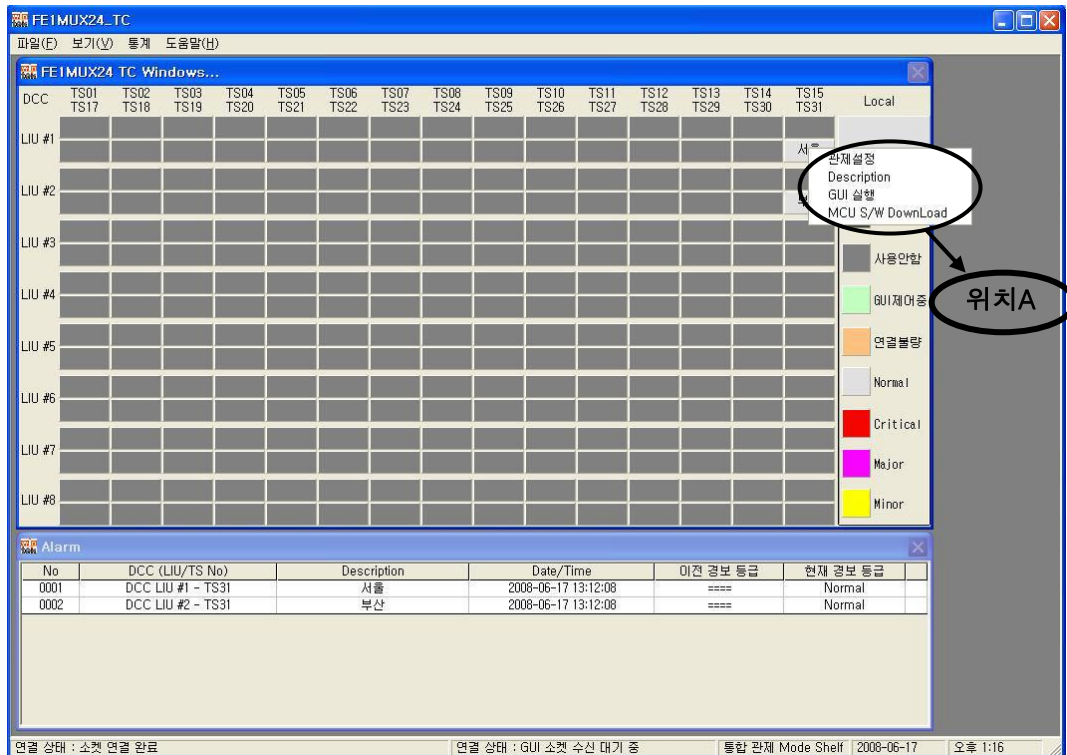 FE1MUX24_TC
파일(F) 보기(V) 통계 도움말(H)
FE1MUX24 TC Windows...
DCC TS01 TS02 TS03 TS04 TS05 TS06 TS07 TS08 TS09 TS10 TS11 TS12 TS13 TS14 TS15 Local
TS17 TS18 TS19 TS20 TS21 TS22 TS23 TS24 TS25 TS26 TS27 TS28 TS29 TS30 TS31
LIU #1
관제설정
Description
GUI 실행
MCU S/W DownLoad
LIU #2
LIU #3
사용안함
LIU #4
GUI제어중
위치A
LIU #5
연결불량
LIU #6
Normal
Critical
LIU #7
Major
LIU #8
Minor
Alarm
No DCC (LIU/TS No) Description Date/Time 이전 경보 등급 현재 경보 등급
0001 DCC LIU #1 - TS31 서울 2008-06-17 13:12:08 ==== Normal
0002 DCC LIU #2 - TS31 부산 2008-06-17 13:12:08 ==== Normal
연결 상태 : 소켓 연결 완료 연결 상태 : GUI 소켓 수신 대기 중 통합 관제 Mode Shelf 2008-06-17 오후 1:16